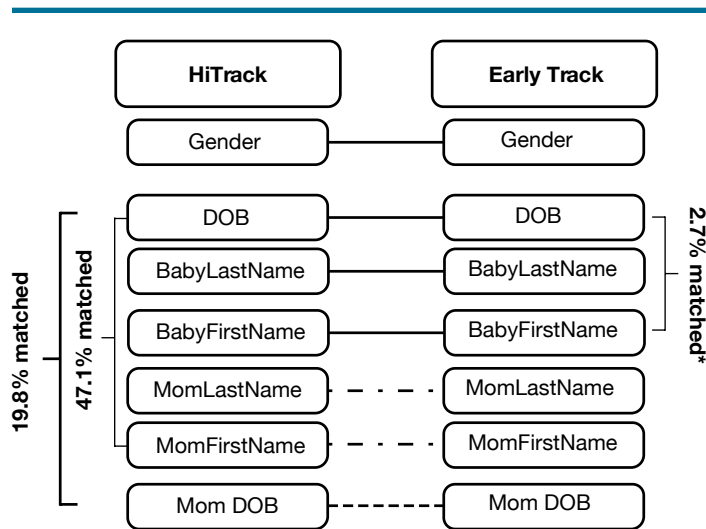 HiTrack
Early Track
Gender
Gender
DOB
DOB
BabyLastName
BabyLastName
BabyFirstName
BabyFirstName
MomLastName
MomLastName
MomFirstName
MomFirstName
Mom DOB
Mom DOB
19.8% matched
47.1% matched
2.7% matched*